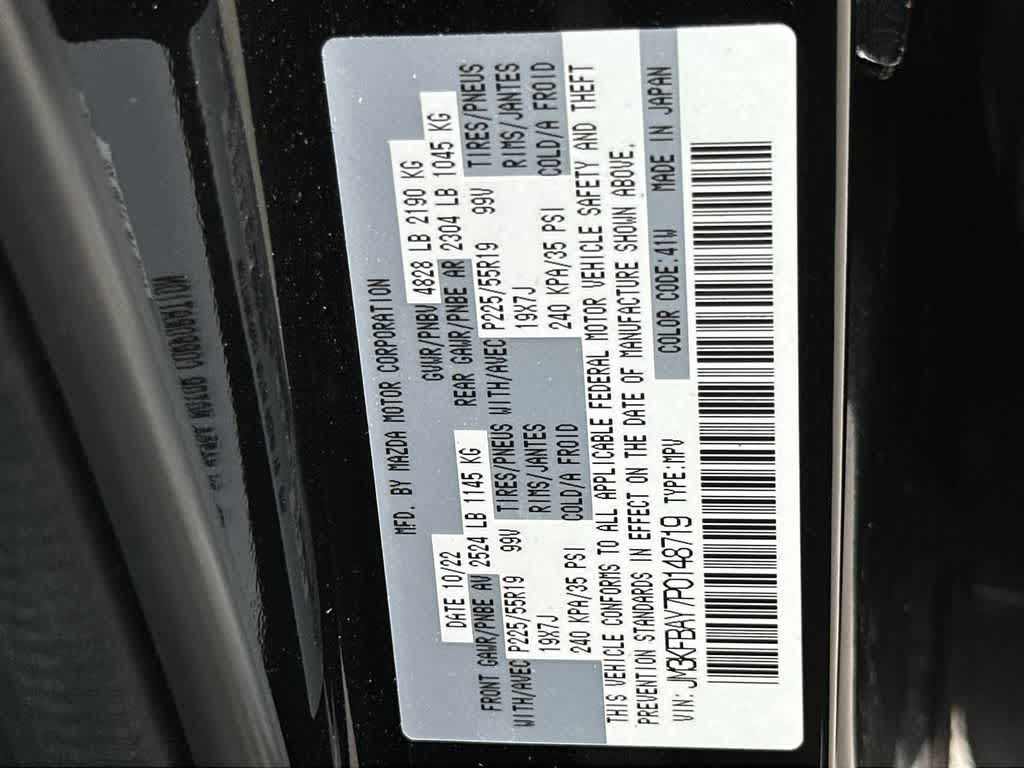 MFD. BY MAZDA MOTOR CORPORATION
DATE 10/22 GVWR/PNBV 4828 LB 2190 KG
FRONT GAWR/PNBE AV 2524 LB 1145 KG REAR GAWR/PNBE AR 2304 LB 1045 KG
WITH/AVEC P225/55R19 99V TIRES/PNEUS WITH/AVEC P225/55R19 99V TIRES/PNEUS
19X7J RIMS/JANTES 19X7J RIMS/JANTES
240 KPA/35 PSI COLD/A FROID 240 KPA/35 PSI COLD/A FROID
THIS VEHICLE CONFORMS TO ALL APPLICABLE FEDERAL MOTOR VEHICLE SAFETY AND THEFT
PREVENTION STANDARDS IN EFFECT ON THE DATE OF MANUFACTURE SHOWN ABOVE.
COLOR CODE.41W MADE IN JAPAN
VIN: JM3KFBAY7P0148719 TYPE:MPV